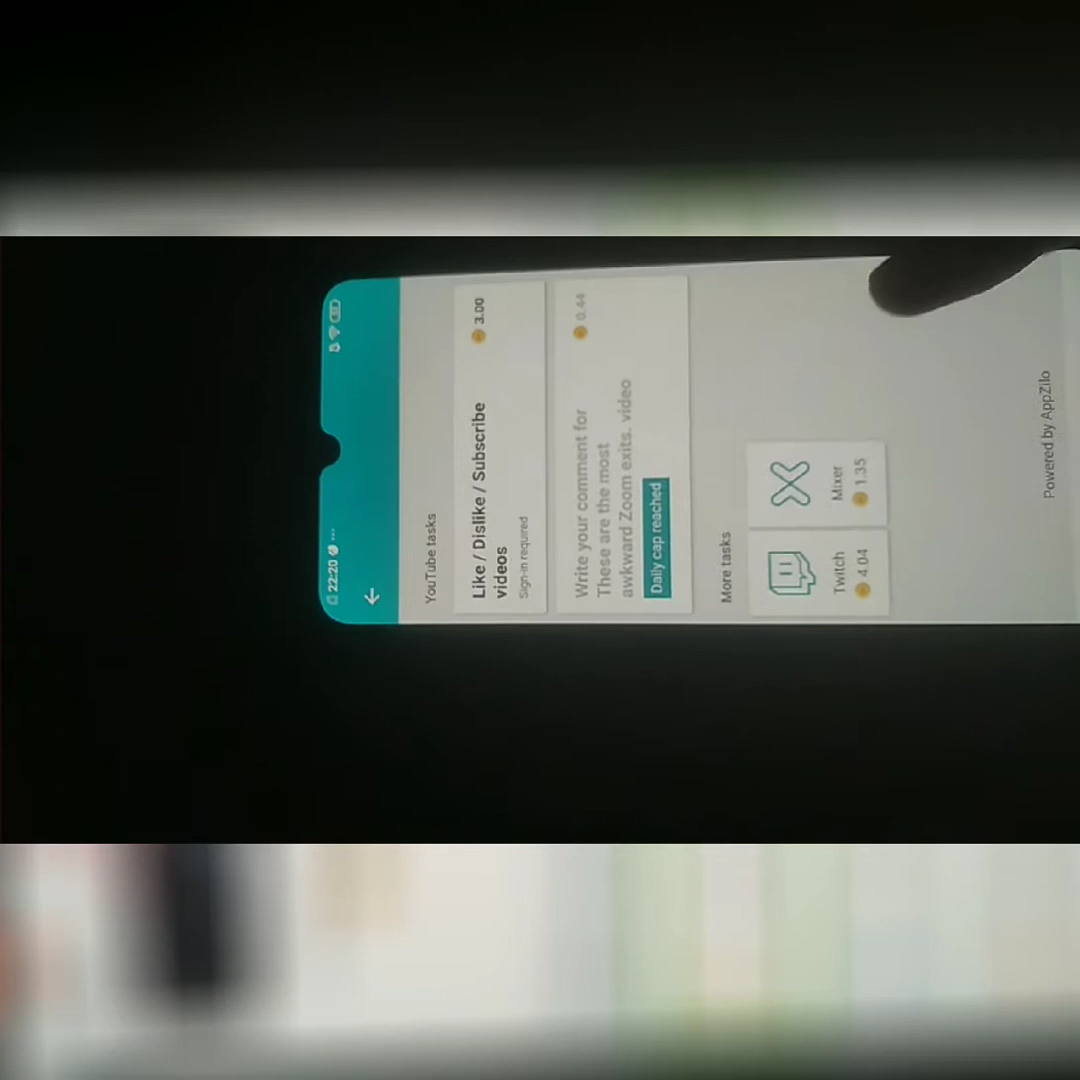 22:20
YouTube tasks
Like / Dislike / Subscribe
videos
3.00
Sign-in required
Write your comment for
These are the most
awkward Zoom exits. video
0.44
Daily cap reached
More tasks
Twitch
4.04
Mixer
1.35
Powered by AppZilo